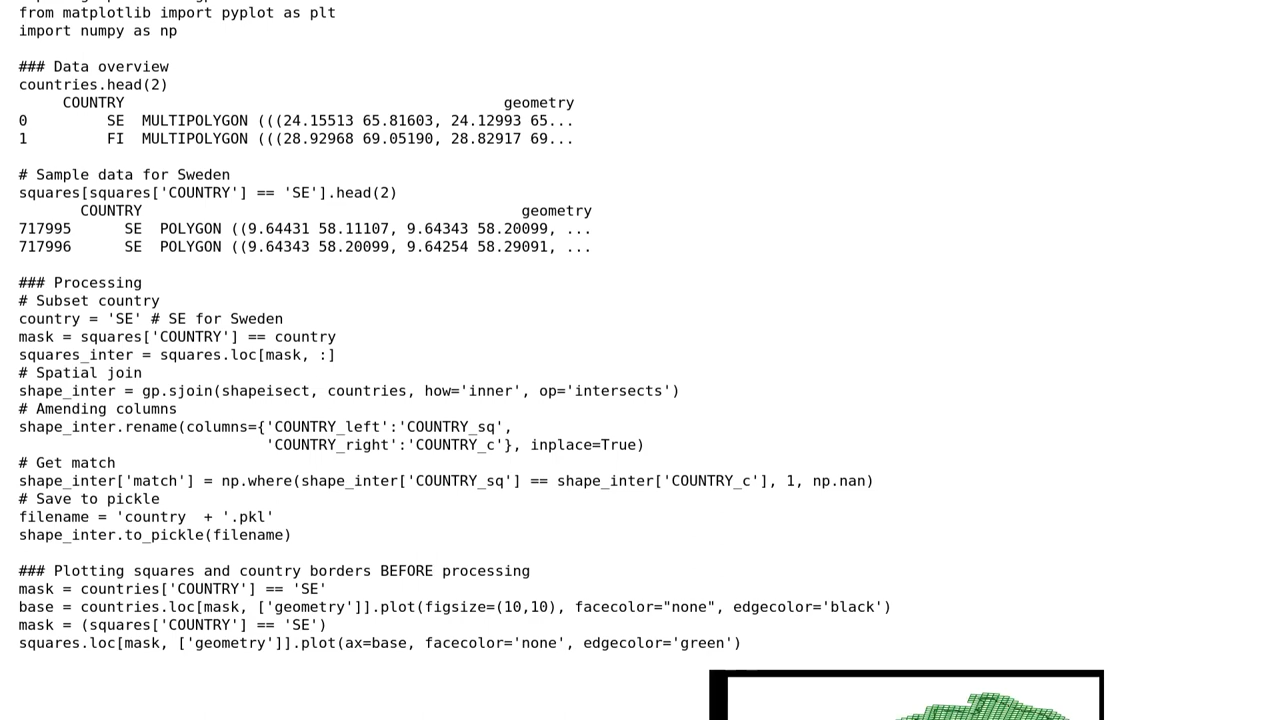 from matplotlib import pyplot as plt
import numpy as np

### Data overview
countries.head(2)
     COUNTRY                                           geometry
0         SE  MULTIPOLYGON (((24.15513 65.81603, 24.12993 65...
1         FI  MULTIPOLYGON (((28.92968 69.05190, 28.82917 69...

# Sample data for Sweden
squares[squares['COUNTRY'] == 'SE'].head(2)
       COUNTRY                                           geometry
717995      SE  POLYGON ((9.64431 58.11107, 9.64343 58.20099, ...
717996      SE  POLYGON ((9.64343 58.20099, 9.64254 58.29091, ...

### Processing
# Subset country
country = 'SE' # SE for Sweden
mask = squares['COUNTRY'] == country
squares_inter = squares.loc[mask, :]
# Spatial join
shape_inter = gp.sjoin(shapeisect, countries, how='inner', op='intersects')
# Amending columns
shape_inter.rename(columns={'COUNTRY_left':'COUNTRY_sq',
                            'COUNTRY_right':'COUNTRY_c'}, inplace=True)
# Get match
shape_inter['match'] = np.where(shape_inter['COUNTRY_sq'] == shape_inter['COUNTRY_c'], 1, np.nan)
# Save to pickle
filename = 'country  + '.pkl'
shape_inter.to_pickle(filename)

### Plotting squares and country borders BEFORE processing
mask = countries['COUNTRY'] == 'SE'
base = countries.loc[mask, ['geometry']].plot(figsize=(10,10), facecolor="none", edgecolor='black')
mask = (squares['COUNTRY'] == 'SE')
squares.loc[mask, ['geometry']].plot(ax=base, facecolor='none', edgecolor='green')